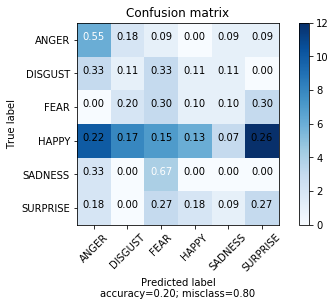 Confusion matrix
True label
ANGER 0.55 0.18 0.09 0.00 0.09 0.09
DISGUST 0.33 0.11 0.33 0.11 0.11 0.00
FEAR 0.00 0.20 0.30 0.10 0.10 0.30
HAPPY 0.22 0.17 0.15 0.13 0.07 0.26
SADNESS 0.33 0.00 0.67 0.00 0.00 0.00
SURPRISE 0.18 0.00 0.27 0.18 0.09 0.27
ANGER DISGUST FEAR HAPPY SADNESS SURPRISE
Predicted label
accuracy=0.20; misclass=0.80
12
10
8
6
4
2
0